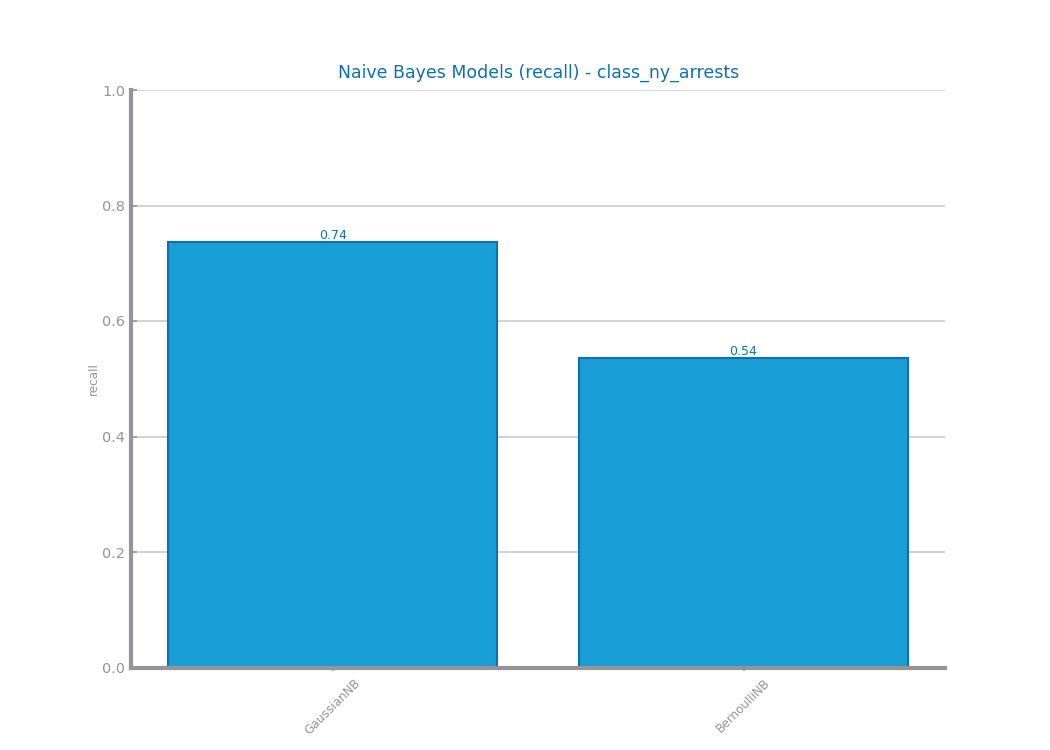 Naive Bayes Models (recall) - class_ny_arrests
1.0
0.8
0.74
0.6
0.54
recall
0.4
0.2
0.0
GaussianNB
BernoulliNB